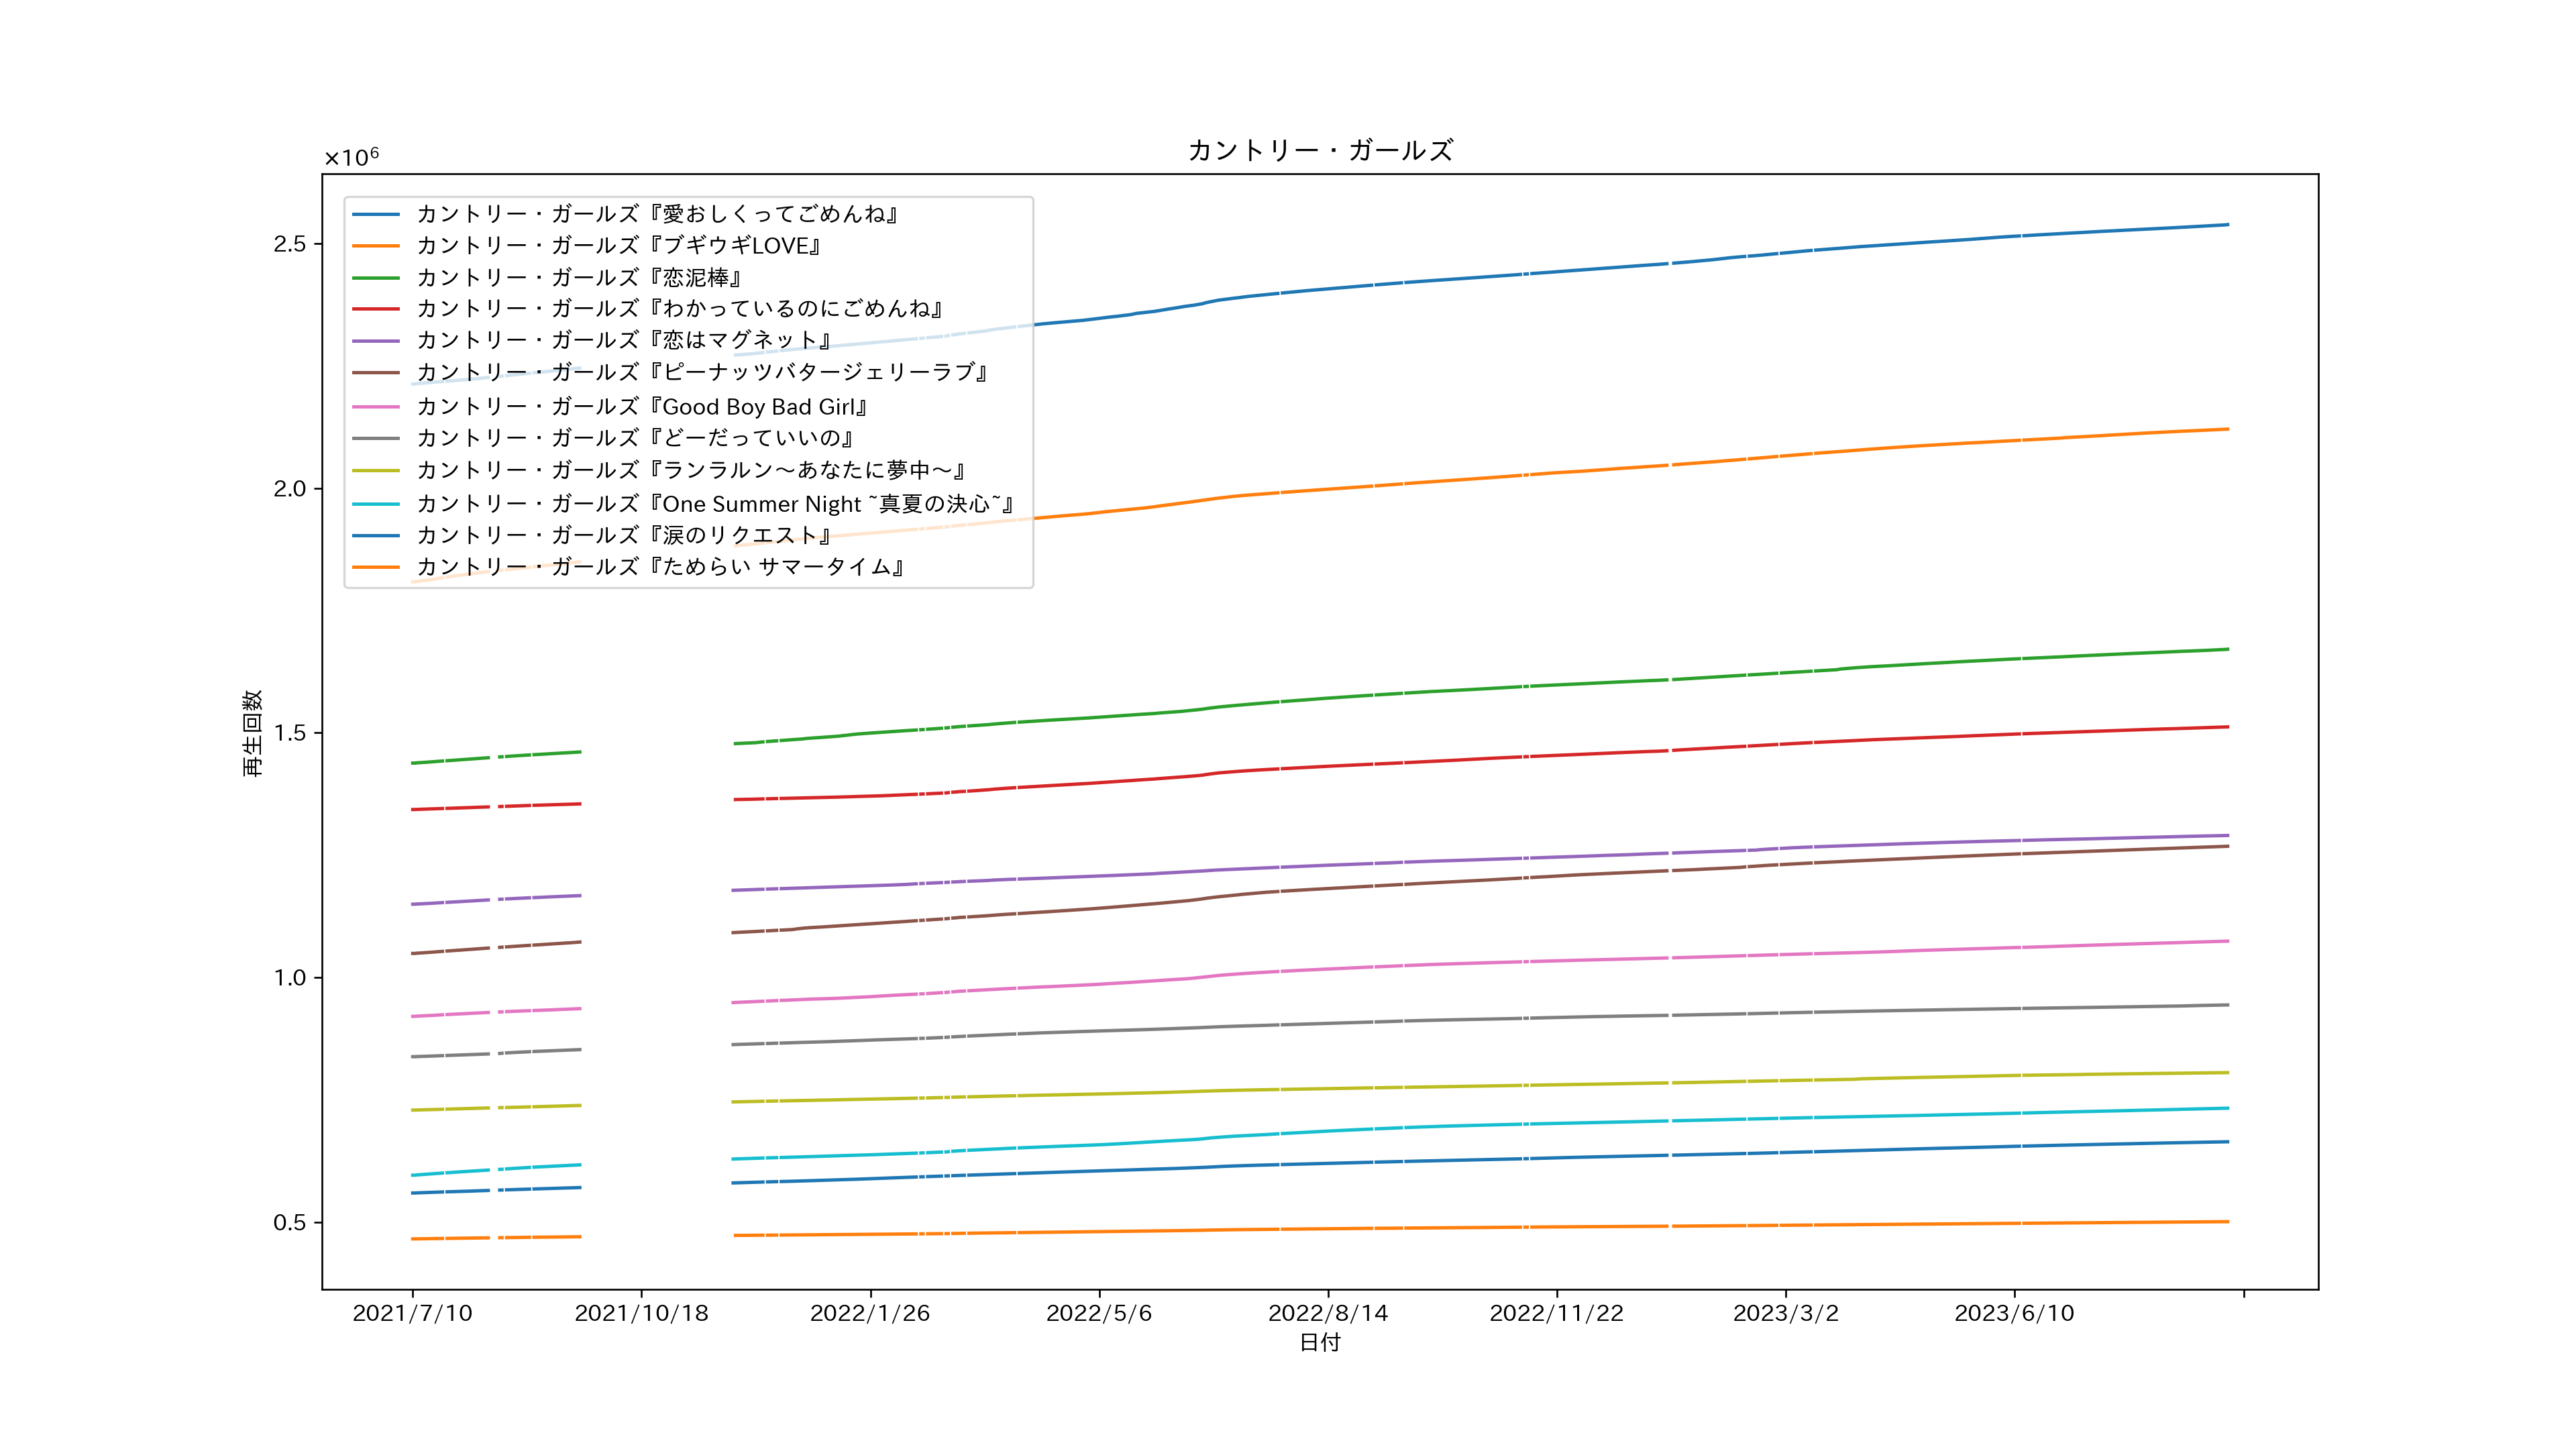 カントリー・ガールズ
×10⁶
カントリー・ガールズ『愛おしくってごめんね』
カントリー・ガールズ『ブギウギLOVE』
カントリー・ガールズ『恋泥棒』
カントリー・ガールズ『わかっているのにごめんね』
カントリー・ガールズ『恋はマグネット』
カントリー・ガールズ『ピーナッツバタージェリーラブ』
カントリー・ガールズ『Good Boy Bad Girl』
カントリー・ガールズ『どーだっていいの』
カントリー・ガールズ『ランラルン～あなたに夢中～』
カントリー・ガールズ『One Summer Night ~真夏の決心~』
カントリー・ガールズ『涙のリクエスト』
カントリー・ガールズ『ためらい サマータイム』
2.5
2.0
1.5
1.0
0.5
再生回数
2021/7/10
2021/10/18
2022/1/26
2022/5/6
2022/8/14
2022/11/22
2023/3/2
2023/6/10
日付